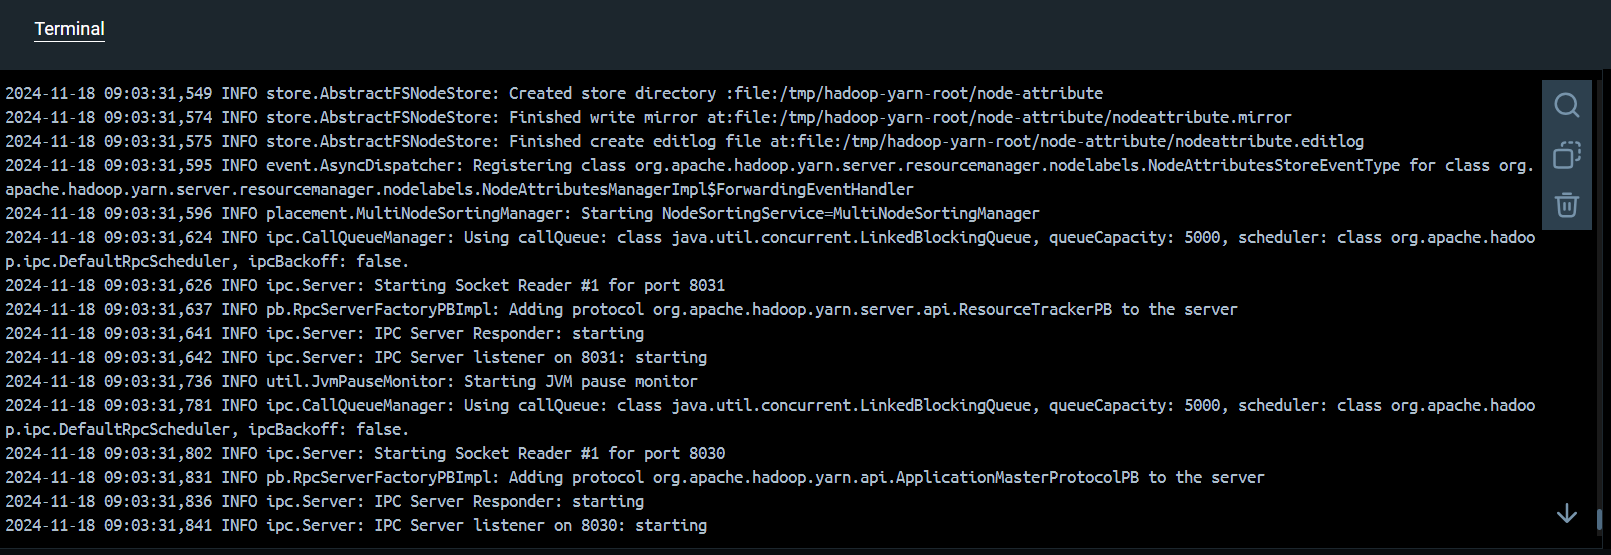 Terminal
2024-11-18 09:03:31,549 INFO store.AbstractFSNodeStore: Created store directory :file:/tmp/hadoop-yarn-root/node-attribute
2024-11-18 09:03:31,574 INFO store.AbstractFSNodeStore: Finished write mirror at:file:/tmp/hadoop-yarn-root/node-attribute/nodeattribute.mirror
2024-11-18 09:03:31,575 INFO store.AbstractFSNodeStore: Finished create editlog file at:file:/tmp/hadoop-yarn-root/node-attribute/nodeattribute.editlog
2024-11-18 09:03:31,595 INFO event.AsyncDispatcher: Registering class org.apache.hadoop.yarn.server.resourcemanager.nodelabels.NodeAttributesStoreEventType for class org.
apache.hadoop.yarn.server.resourcemanager.nodelabels.NodeAttributesManagerImpl$ForwardingEventHandler
2024-11-18 09:03:31,596 INFO placement.MultiNodeSortingManager: Starting NodeSortingService=MultiNodeSortingManager
2024-11-18 09:03:31,624 INFO ipc.CallQueueManager: Using callQueue: class java.util.concurrent.LinkedBlockingQueue, queueCapacity: 5000, scheduler: class org.apache.hadoo
p.ipc.DefaultRpcScheduler, ipcBackoff: false.
2024-11-18 09:03:31,626 INFO ipc.Server: Starting Socket Reader #1 for port 8031
2024-11-18 09:03:31,637 INFO pb.RpcServerFactoryPBImpl: Adding protocol org.apache.hadoop.yarn.server.api.ResourceTrackerPB to the server
2024-11-18 09:03:31,641 INFO ipc.Server: IPC Server Responder: starting
2024-11-18 09:03:31,642 INFO ipc.Server: IPC Server listener on 8031: starting
2024-11-18 09:03:31,736 INFO util.JvmPauseMonitor: Starting JVM pause monitor
2024-11-18 09:03:31,781 INFO ipc.CallQueueManager: Using callQueue: class java.util.concurrent.LinkedBlockingQueue, queueCapacity: 5000, scheduler: class org.apache.hadoo
p.ipc.DefaultRpcScheduler, ipcBackoff: false.
2024-11-18 09:03:31,802 INFO ipc.Server: Starting Socket Reader #1 for port 8030
2024-11-18 09:03:31,831 INFO pb.RpcServerFactoryPBImpl: Adding protocol org.apache.hadoop.yarn.api.ApplicationMasterProtocolPB to the server
2024-11-18 09:03:31,836 INFO ipc.Server: IPC Server Responder: starting
2024-11-18 09:03:31,841 INFO ipc.Server: IPC Server listener on 8030: starting